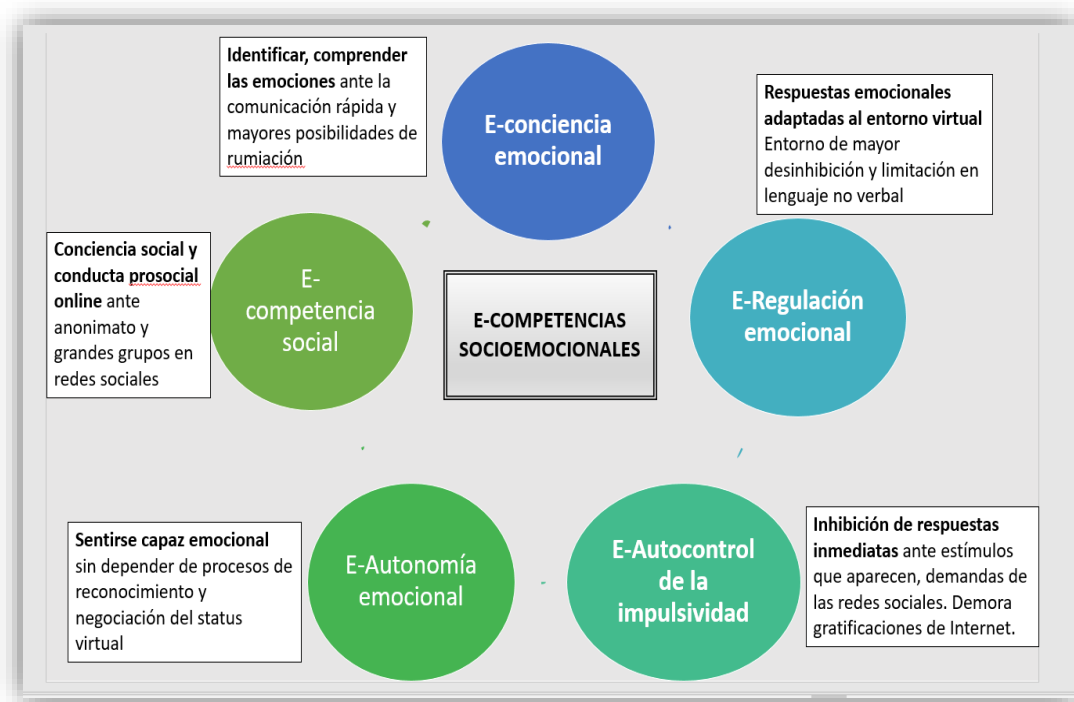 Identificar, comprender
las emociones ante la
comunicación rápida y
mayores posibilidades de
rumiación
E-conciencia
emocional
Respuestas emocionales
adaptadas al entorno virtual
Entorno de mayor
desinhibición y limitación en
lenguaje no verbal
Conciencia social y
conducta prosocial
online ante
anonimato y
grandes grupos en
redes sociales
E-
competencia
social
E-COMPETENCIAS
SOCIOEMOCIONALES
E-Regulación
emocional
Sentirse capaz emocional
sin depender de procesos de
reconocimiento y
negociación del status
virtual
E-Autonomía
emocional
E-Autocontrol
de la
impulsividad
Inhibición de respuestas
inmediatas ante estímulos
que aparecen, demandas de
las redes sociales. Demora
gratificaciones de Internet.